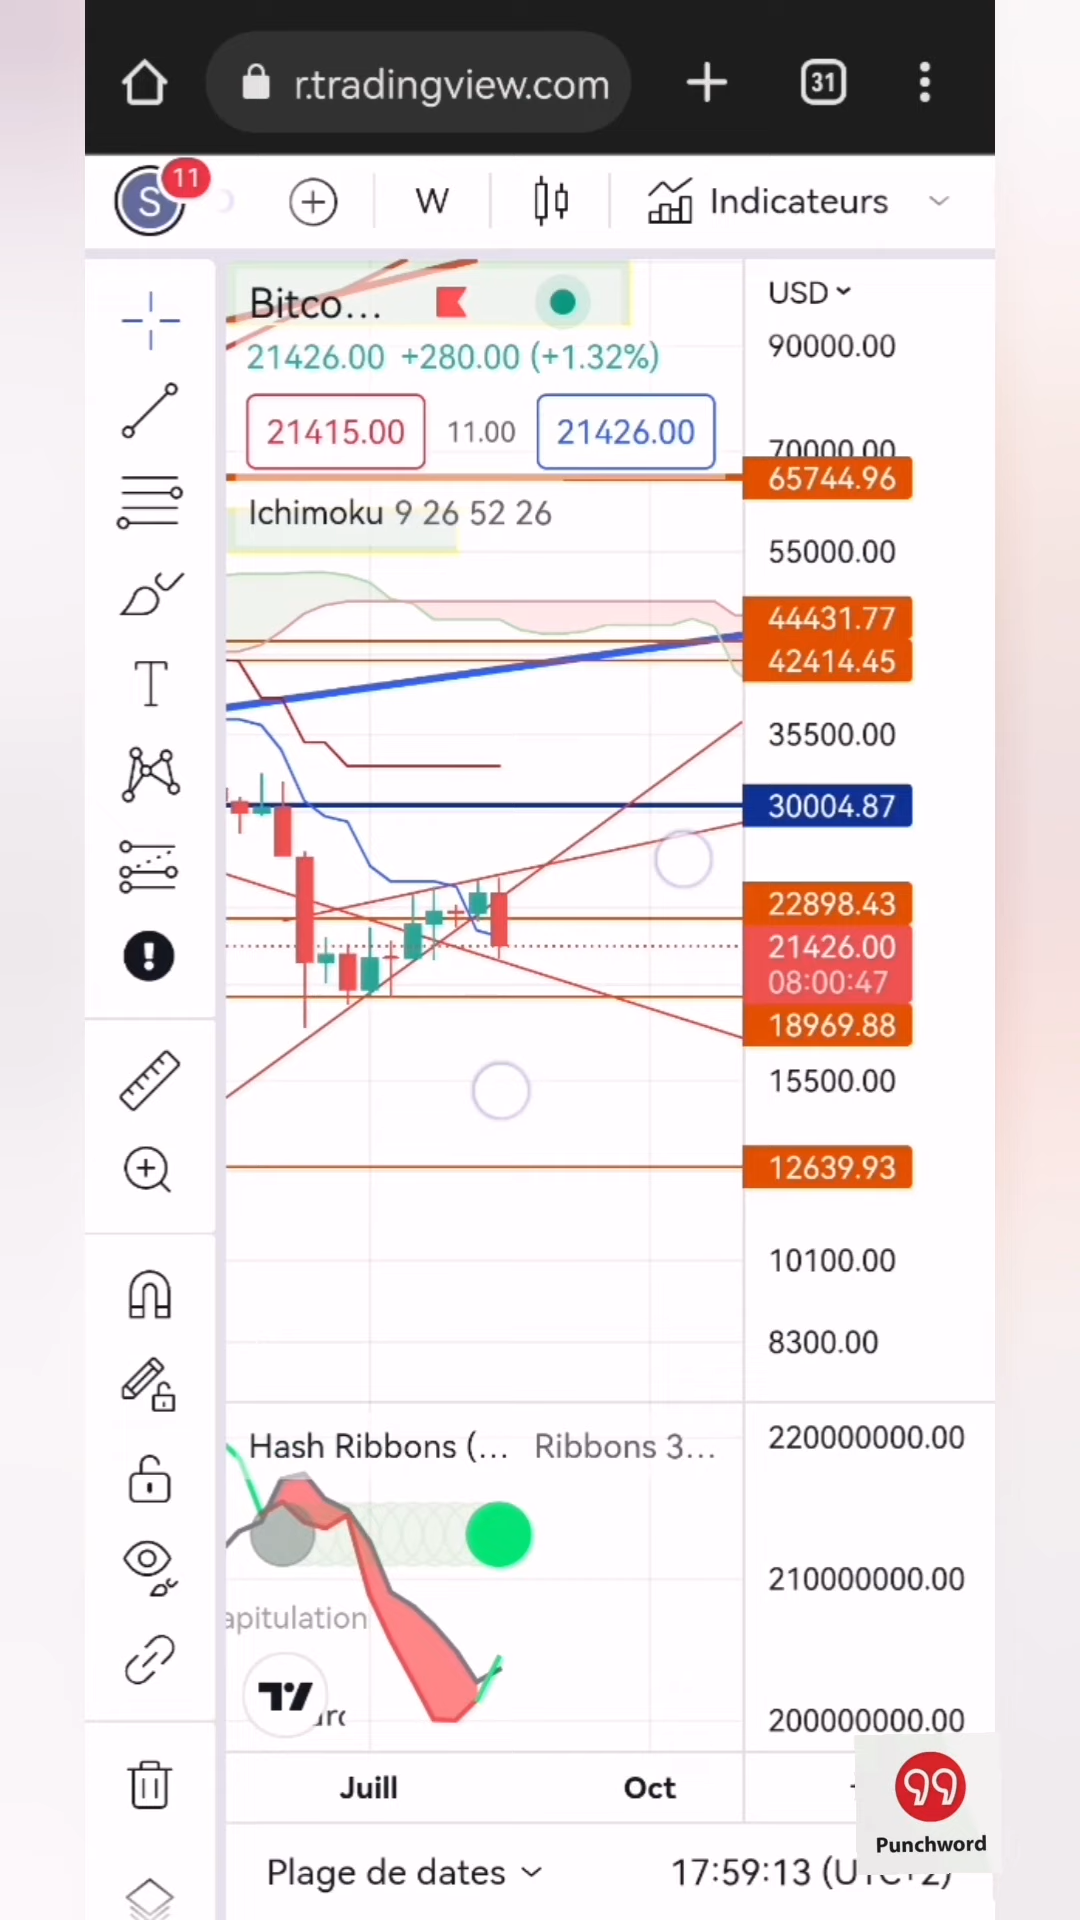 r.tradingview.com
31
S
11
W
Indicateurs
Bitco...
USD
21426.00 +280.00 (+1.32%)
90000.00
21415.00
11.00
21426.00
70000.00
65744.96
Ichimoku 9 26 52 26
55000.00
44431.77
42414.45
35500.00
30004.87
22898.43
21426.00
08:00:47
18969.88
15500.00
12639.93
10100.00
8300.00
Hash Ribbons (... Ribbons 3...
220000000.00
210000000.00
apitulation
200000000.00
Juill
Oct
Punchword
Plage de dates
17:59:13